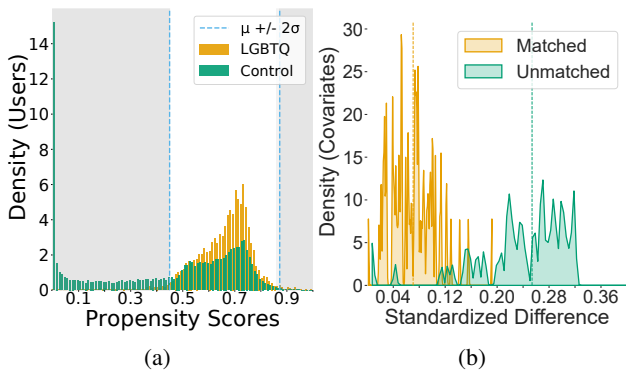 μ +/- 2σ
LGBTQ
Control
14
12
10
8
6
4
2
0
Density (Users)
0.1 0.3 0.5 0.7 0.9
Propensity Scores
(a)
Matched
Unmatched
30
25
20
15
10
5
0
Density (Covariates)
0.04 0.12 0.20 0.28 0.36
Standardized Difference
(b)